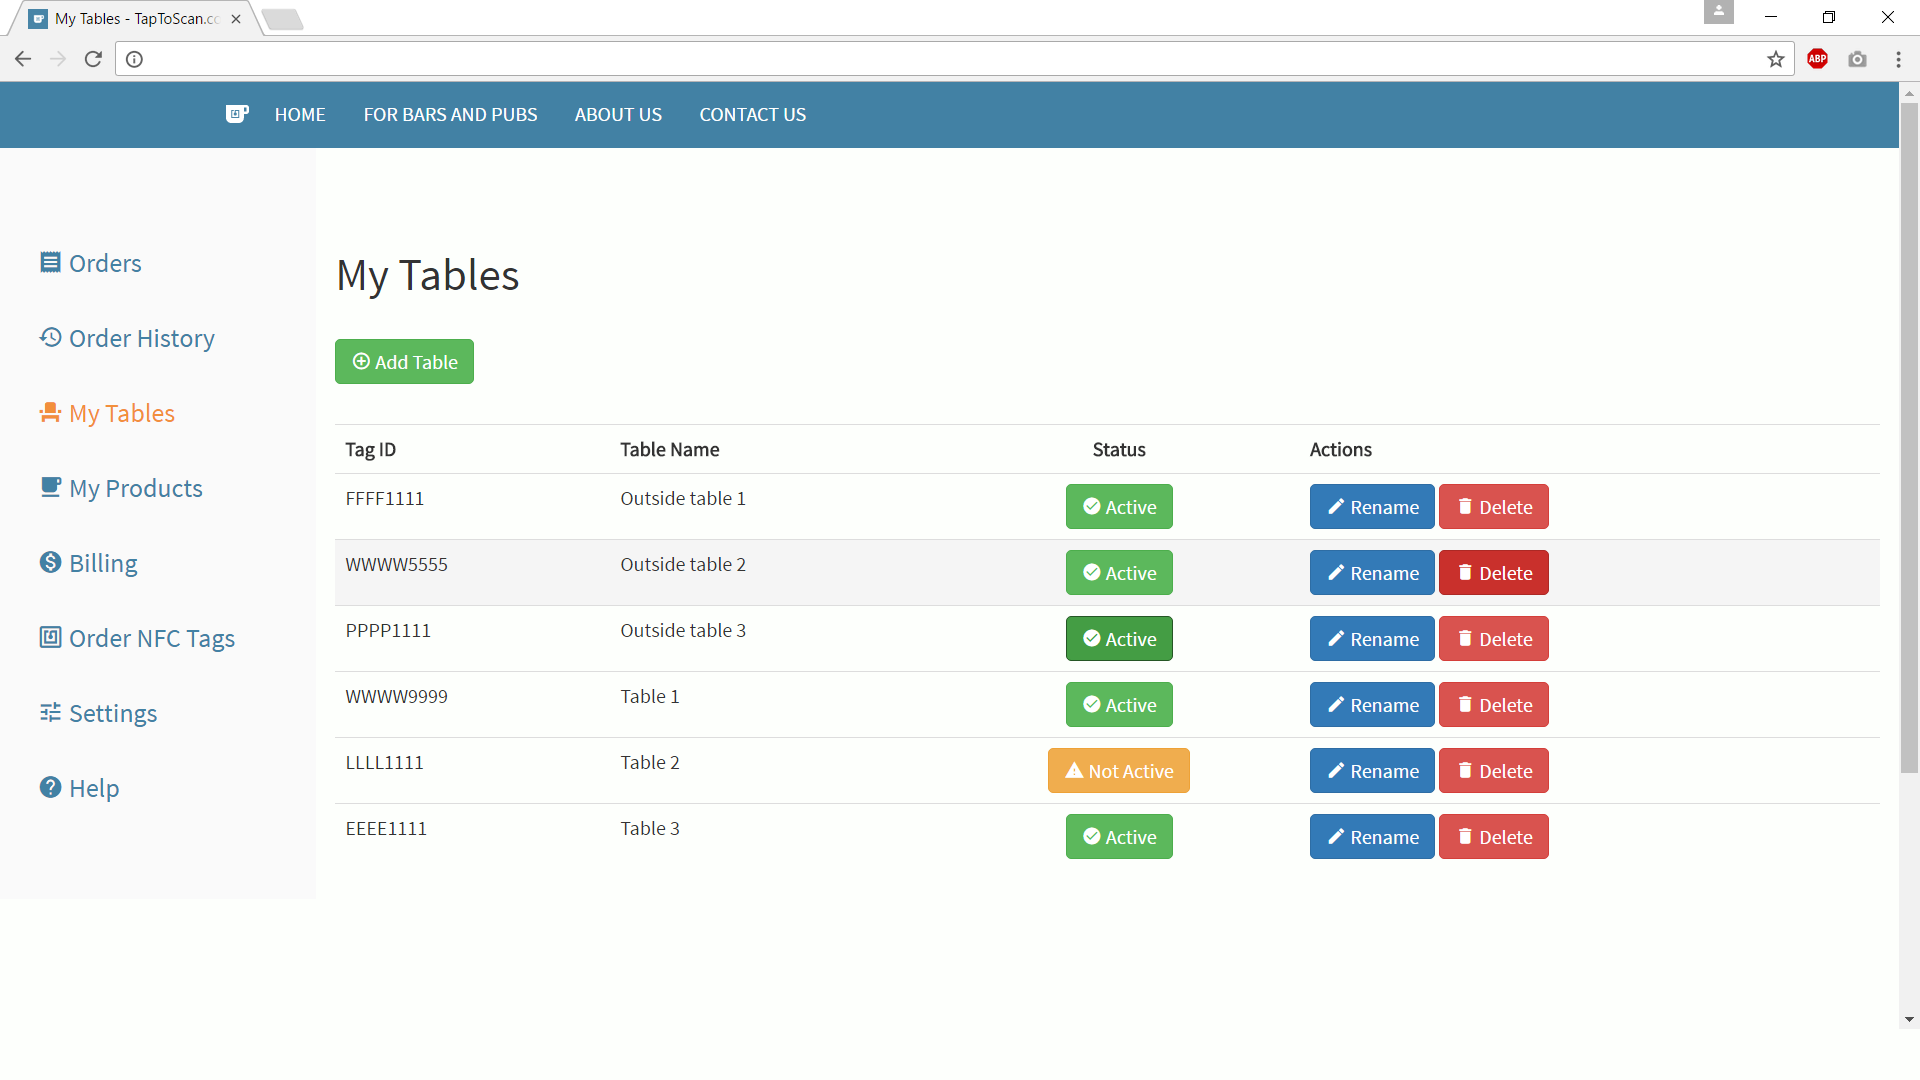 My Tables - TapToScan.cc
ABP
HOME FOR BARS AND PUBS ABOUT US CONTACT US
Orders
Order History
My Tables
My Products
Billing
Order NFC Tags
Settings
Help
My Tables
Add Table
Tag ID Table Name Status Actions
FFFF1111 Outside table 1 Active Rename Delete
WWWW5555 Outside table 2 Active Rename Delete
PPPP1111 Outside table 3 Active Rename Delete
WWWW9999 Table 1 Active Rename Delete
LLLL1111 Table 2 Not Active Rename Delete
EEEE1111 Table 3 Active Rename Delete